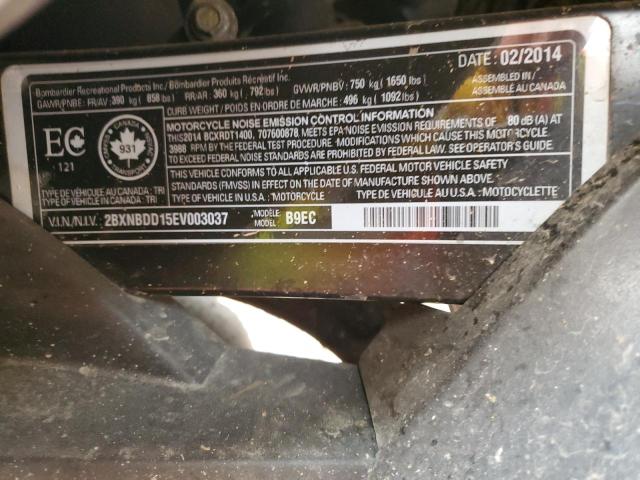 DATE: 02/2014
Bombardier Recreational Products Inc. / Bombardier Produits Récréatif Inc.
GVWR/PNBV: 750 kg ( 1650 lbs)
GAWR/PNBE: FR/AV: 390 kg ( 858 lbs) RR/AR: 360 kg ( 792 lbs)
ASSEMBLED IN / ASSEMBLÉ AU CANADA
CURB WEIGHT / POIDS EN ORDRE DE MARCHE: 496 kg ( 1092 lbs)
EC
121
931
TRANSPORT
MOTORCYCLE NOISE EMISSION CONTROL INFORMATION
THIS 2014 BCXRDT1400, 707600878, MEETS EPA NOISE EMISSION REQUIREMENTS OF 80 dB (A) AT
3988 RPM BY THE FEDERAL TEST PROCEDURE. MODIFICATIONS WHICH CAUSE THIS MOTORCYCLE
TO EXCEED FEDERAL NOISE STANDARDS ARE PROHIBITED BY FEDERAL LAW. SEE OPERATOR'S GUIDE.
THIS VEHICLE CONFORMS TO ALL APPLICABLE U.S. FEDERAL MOTOR VEHICLE SAFETY
STANDARDS (FMVSS) IN EFFECT ON THE DATE OF MANUFACTURE SHOWN ABOVE.
TYPE DE VÉHICULE AU CANADA: TRI
TYPE OF VEHICLE IN CANADA: TRI
TYPE OF VEHICLE IN U.S.A.: MOTORCYCLE
TYPE DE VÉHICULE AU U.S.A.: MOTOCYCLETTE
V.I.N./N.I.V. 2BXNBDD15EV003037
MODÈLE:
MODEL: B9EC